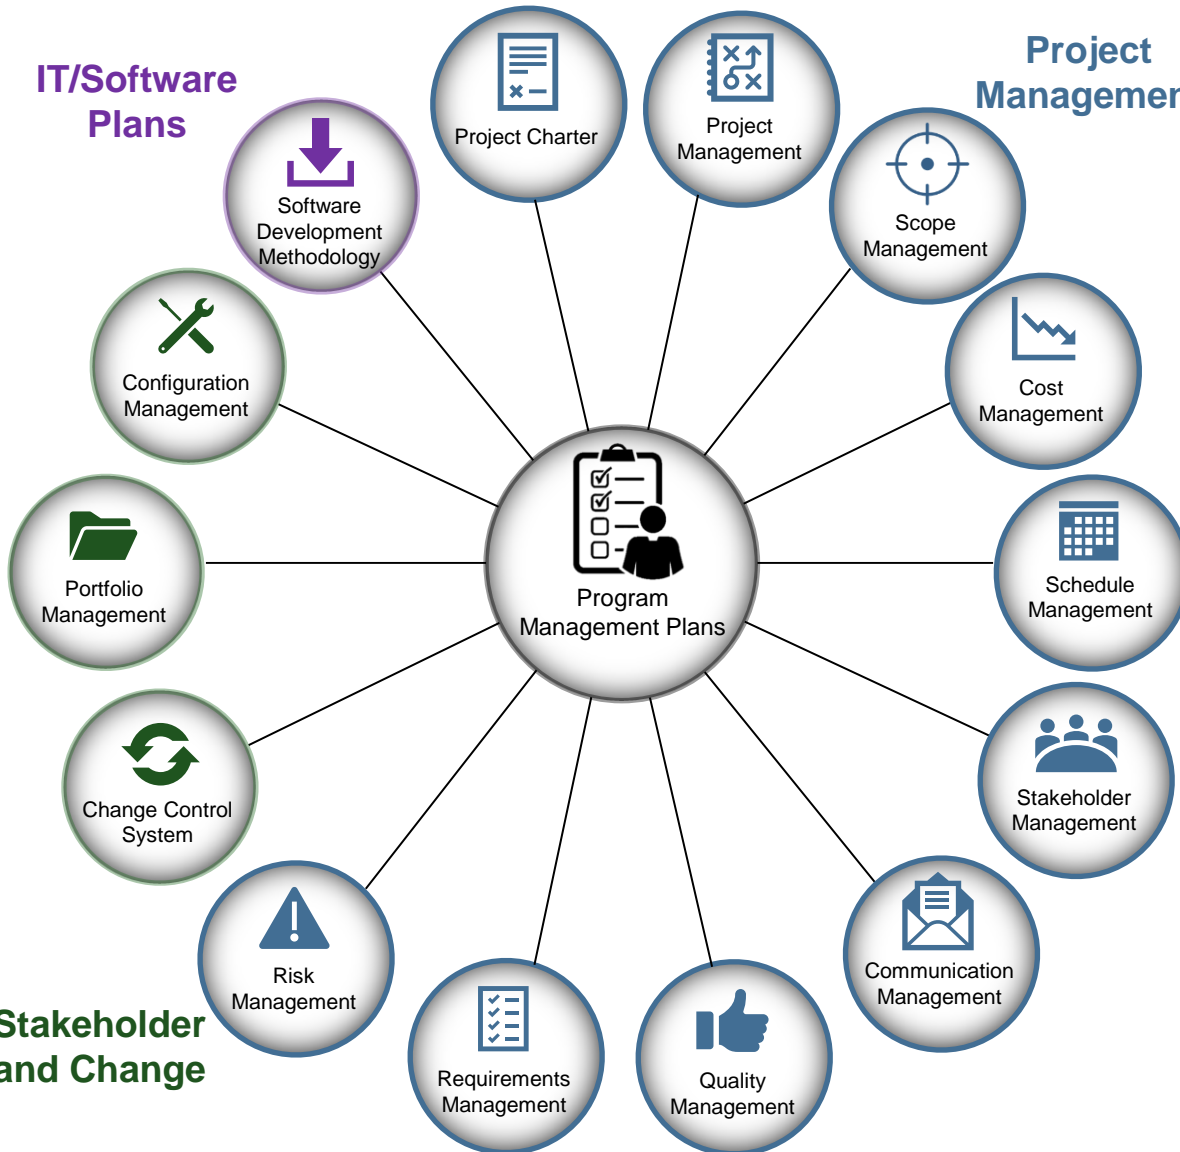 IT/Software
Plans
Project
Managemen
Project Charter
Project
Management
Scope
Management
Cost
Management
Schedule
Management
Stakeholder
Management
Communication
Management
Quality
Management
Requirements
Management
Risk
Management
Change Control
System
Portfolio
Management
Configuration
Management
Software
Development
Methodology
Program
Management Plans
Stakeholder
and Change